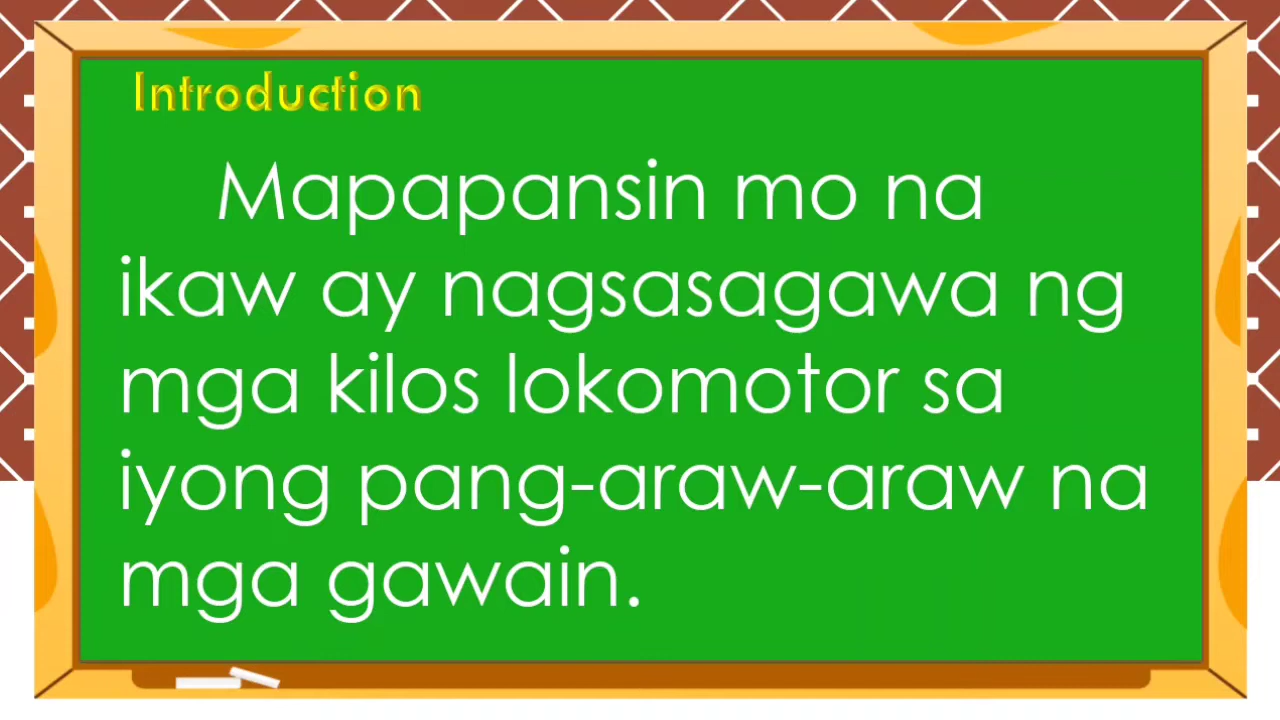 Introduction
Mapapansin mo na
ikaw ay nagsasagawa ng
mga kilos lokomotor sa
iyong pang-araw-araw na
mga gawain.